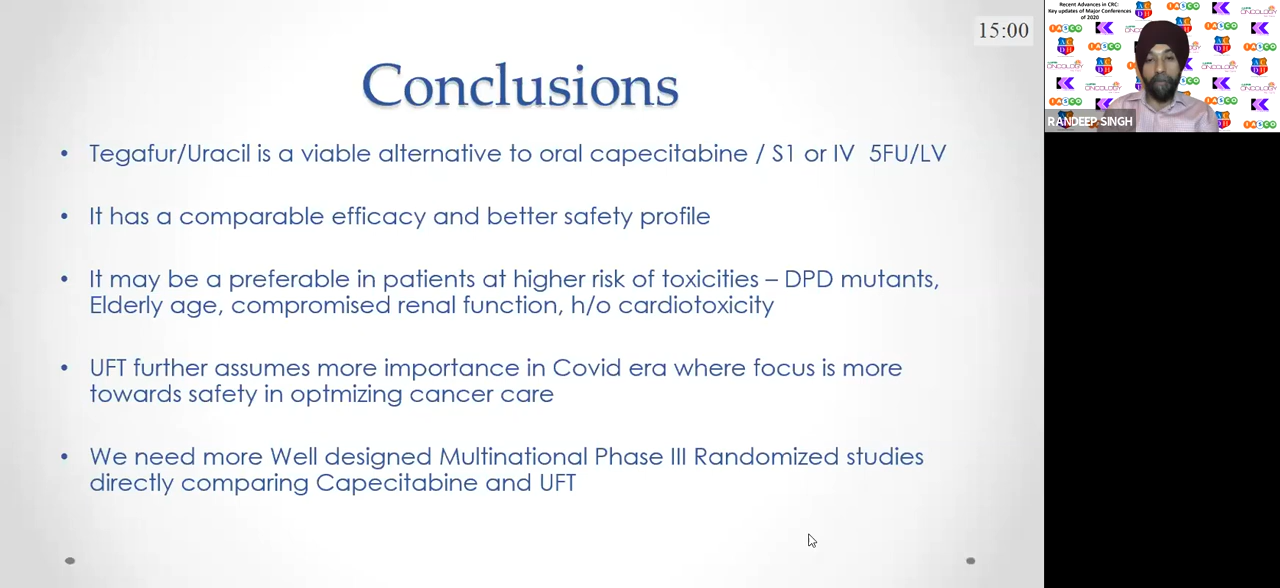 15:00
Conclusions
• Tegafur/Uracil is a viable alternative to oral capecitabine / S1 or IV 5FU/LV
• It has a comparable efficacy and better safety profile
• It may be a preferable in patients at higher risk of toxicities – DPD mutants,
Elderly age, compromised renal function, h/o cardiotoxicity
• UFT further assumes more importance in Covid era where focus is more
towards safety in optmizing cancer care
• We need more Well designed Multinational Phase III Randomized studies
directly comparing Capecitabine and UFT
Recent Advances in CRC:
Key updates of Major Conferences
of 2020
IASCO
ONCOLOGY
RANDEEP SINGH